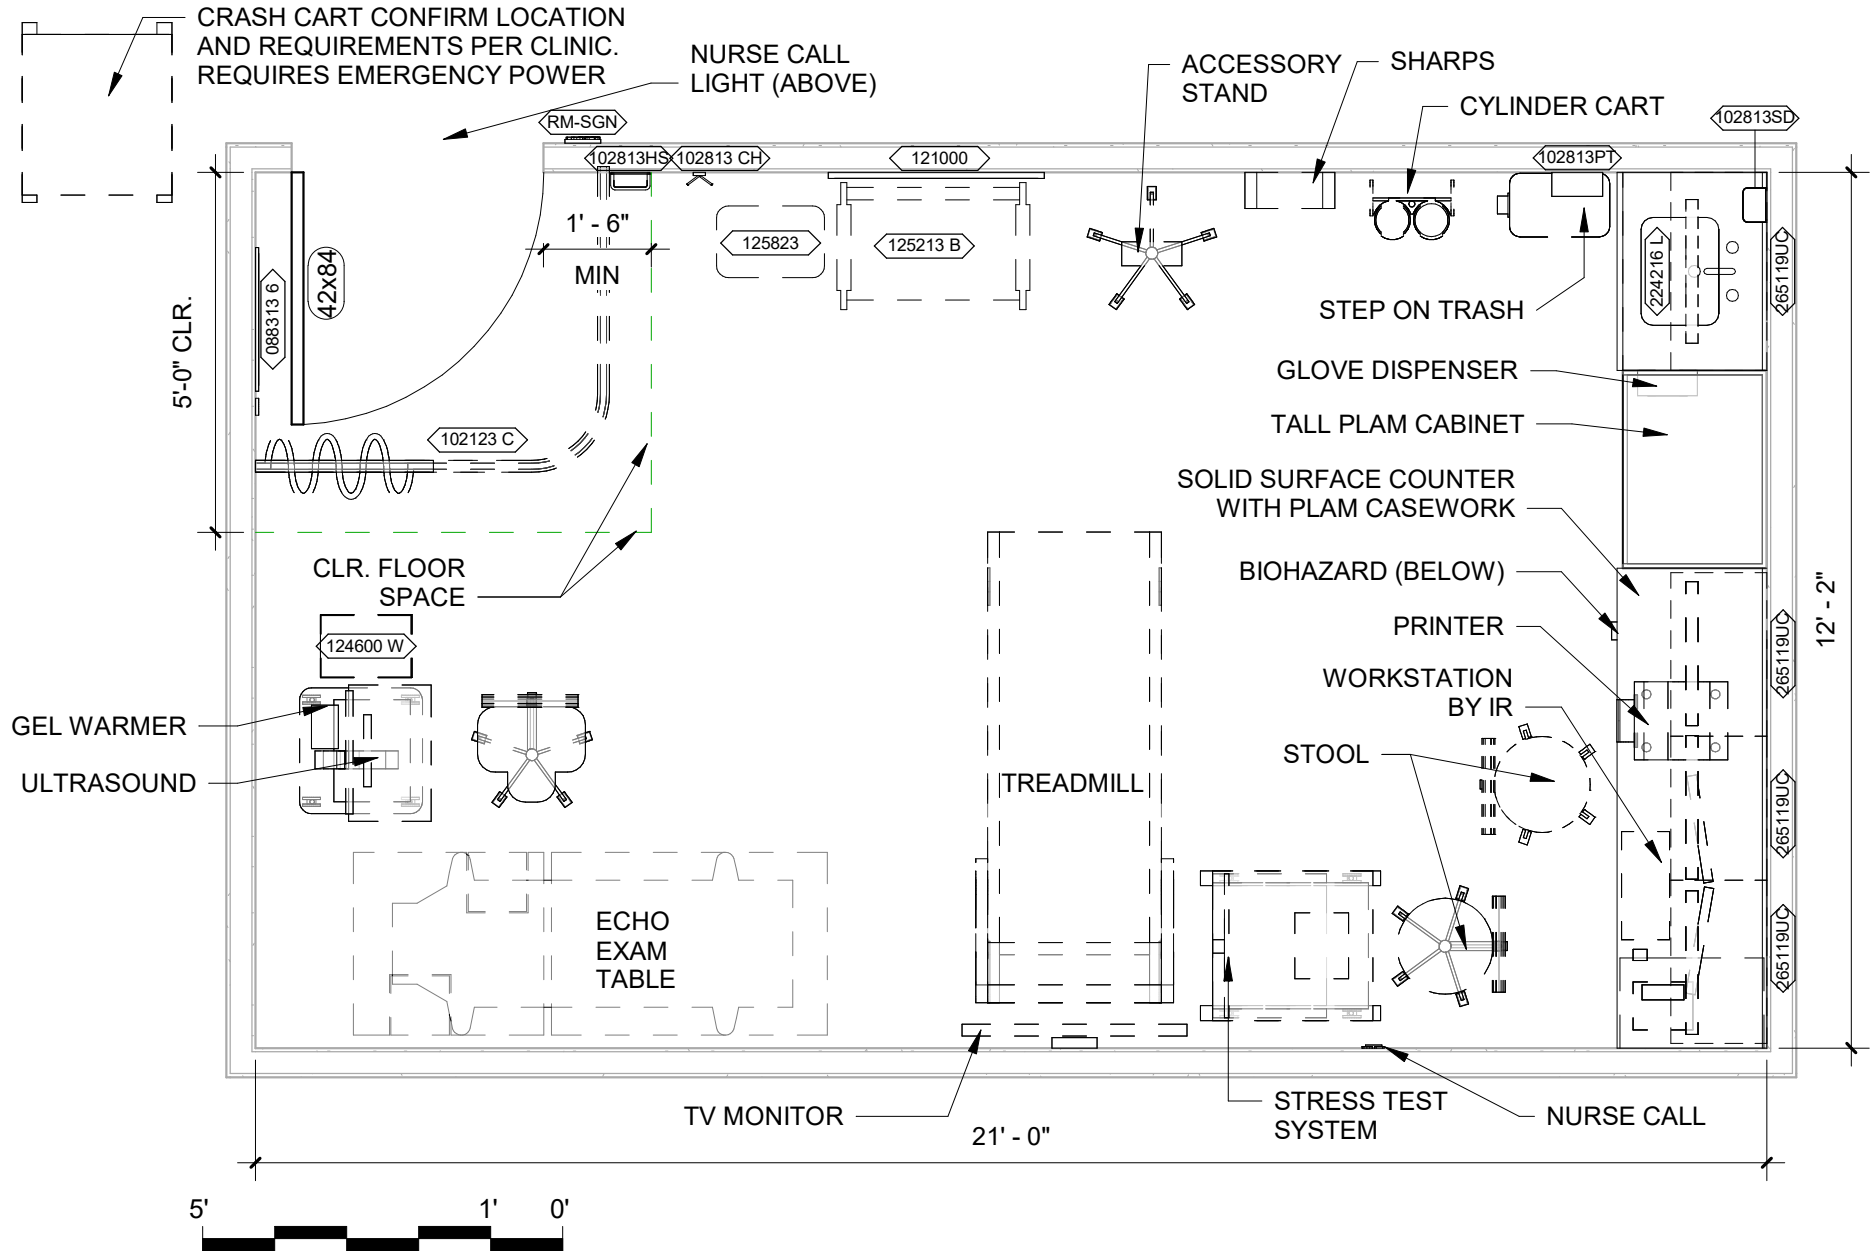 CRASH CART CONFIRM LOCATION
AND REQUIREMENTS PER CLINIC.
REQUIRES EMERGENCY POWER
NURSE CALL
LIGHT (ABOVE)
ACCESSORY
STAND
SHARPS
CYLINDER CART
RM-SGN
102813SD
102813HS
102813 CH
121000
102813PT
1' - 6"
MIN
125823
125213 B
42x84
088313 6
5'-0" CLR.
224216 L
265119UC
STEP ON TRASH
GLOVE DISPENSER
TALL PLAM CABINET
102123 C
SOLID SURFACE COUNTER
WITH PLAM CASEWORK
CLR. FLOOR
SPACE
BIOHAZARD (BELOW)
12' - 2"
PRINTER
265119UC
124600 W
WORKSTATION
BY IR
GEL WARMER
STOOL
ULTRASOUND
TREADMILL
265119UC
ECHO
EXAM
TABLE
265119UC
TV MONITOR
STRESS TEST
SYSTEM
NURSE CALL
21' - 0"
5'
1'
0'